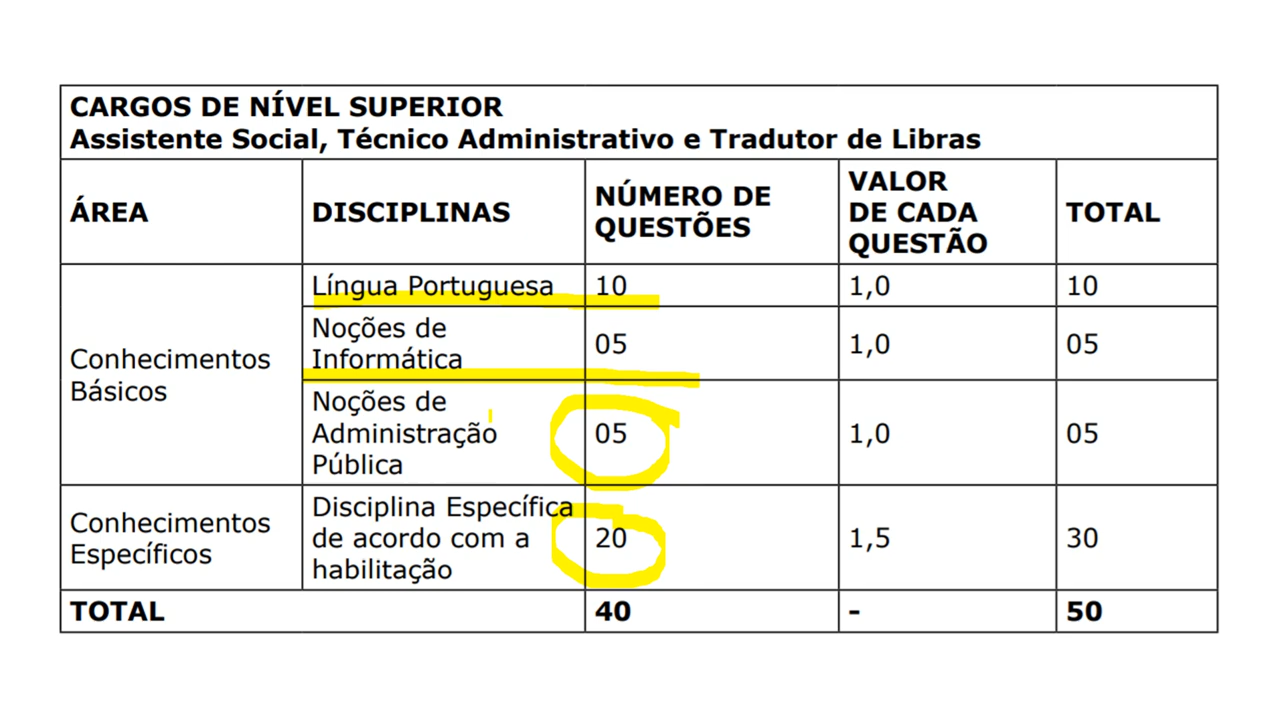 CARGOS DE NÍVEL SUPERIOR
Assistente Social, Técnico Administrativo e Tradutor de Libras
ÁREA
DISCIPLINAS
NÚMERO DE
QUESTÕES
VALOR
DE CADA
QUESTÃO
TOTAL
Conhecimentos
Básicos
Língua Portuguesa
10
1,0
10
Noções de
Informática
05
1,0
05
Noções de
Administração
Pública
05
1,0
05
Conhecimentos
Específicos
Disciplina Específica
de acordo com a
habilitação
20
1,5
30
TOTAL
40
-
50